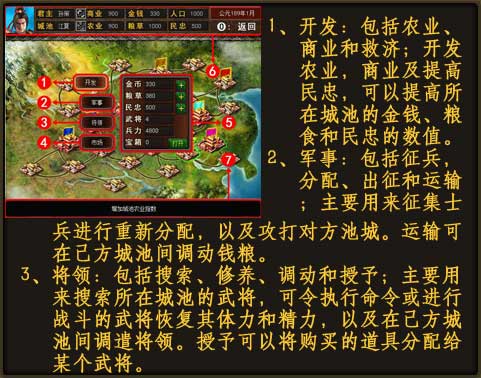 君主 孙策 商业 900 金钱 330 人口 1000 公元189年1月
城池 江夏 农业 900 粮草 1000 民忠 500 0：返回
1 开发
2 军事
3 将领
4 市场
金币 330
粮草 380
民忠 500
武将 4
兵力 4800
宝箱 0 打开
5
6
7
增加城池农业指数
1、开发：包括农业、
商业和救济；开发
农业，商业及提高
民忠，可以提高所
在城池的金钱、粮
食和民忠的数值。
2、军事：包括征兵，
分配、出征和运输
；主要用来征集士
兵进行重新分配，以及攻打对方池城。运输可
在己方城池间调动钱粮。
3、将领：包括搜索、修养、调动和授予；主要用
来搜索所在城池的武将，可令执行命令或进行
战斗的武将恢复其体力和精力，以及在己方城
池间调遣将领。授予可以将购买的道具分配给
某个武将。